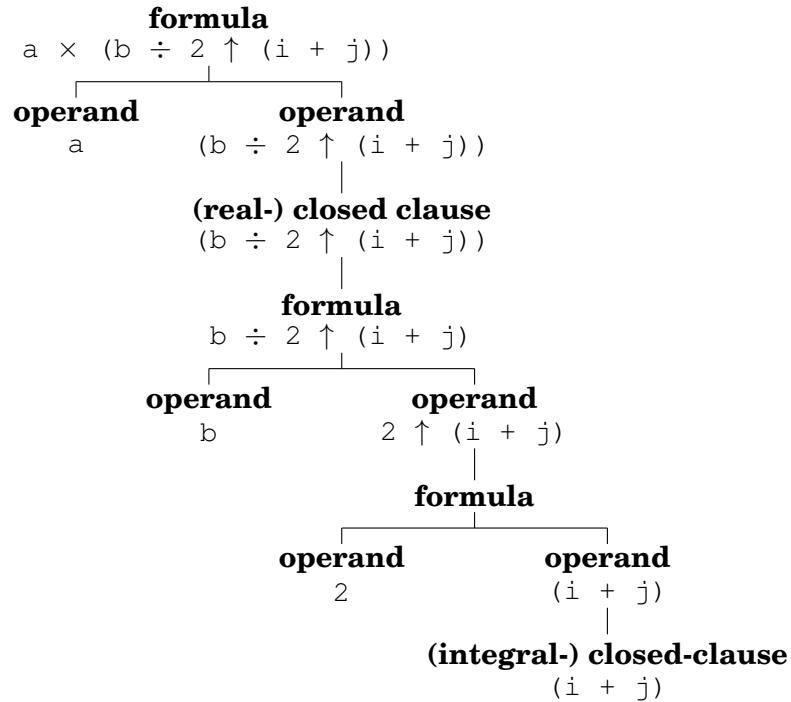 formula
a × (b ÷ 2 ↑ (i + j))
operand operand
a (b ÷ 2 ↑ (i + j))
(real-) closed clause
(b ÷ 2 ↑ (i + j))
formula
b ÷ 2 ↑ (i + j)
operand operand
b 2 ↑ (i + j)
formula
operand operand
2 (i + j)
(integral-) closed-clause
(i + j)